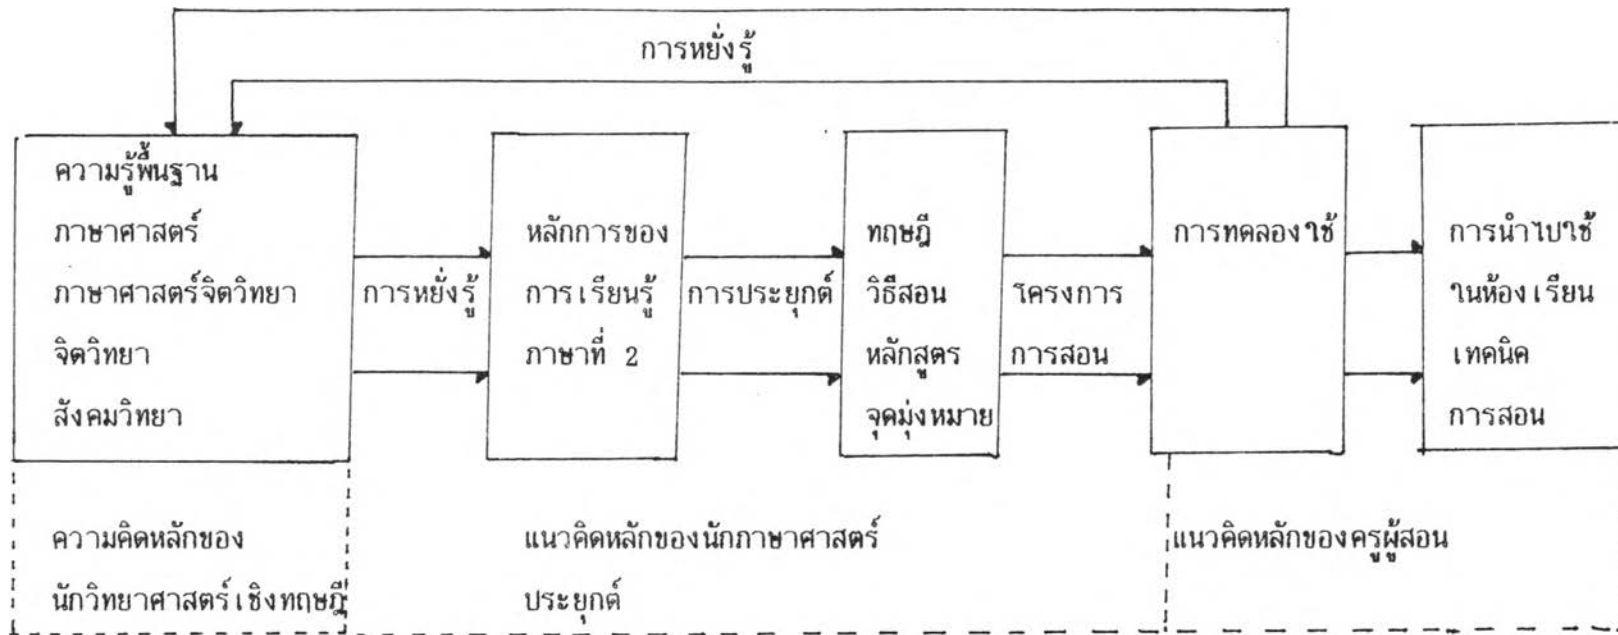 การหยั่งรู้
ความรู้พื้นฐาน
ภาษาศาสตร์
ภาษาศาสตร์จิตวิทยา
จิตวิทยา
สังคมวิทยา
การหยั่งรู้
หลักการของ
การเรียนรู้
ภาษาที่ 2
การประยุกต์
ทฤษฎี
วิธีสอน
หลักสูตร
จุดมุ่งหมาย
โครงการ
การสอน
การทดลองใช้
การนำไปใช้
ในห้องเรียน
เทคนิค
การสอน
ความคิดหลักของ
นักวิทยาศาสตร์เชิงทฤษฎี
แนวคิดหลักของนักภาษาศาสตร์
ประยุกต์
แนวคิดหลักของครูผู้สอน